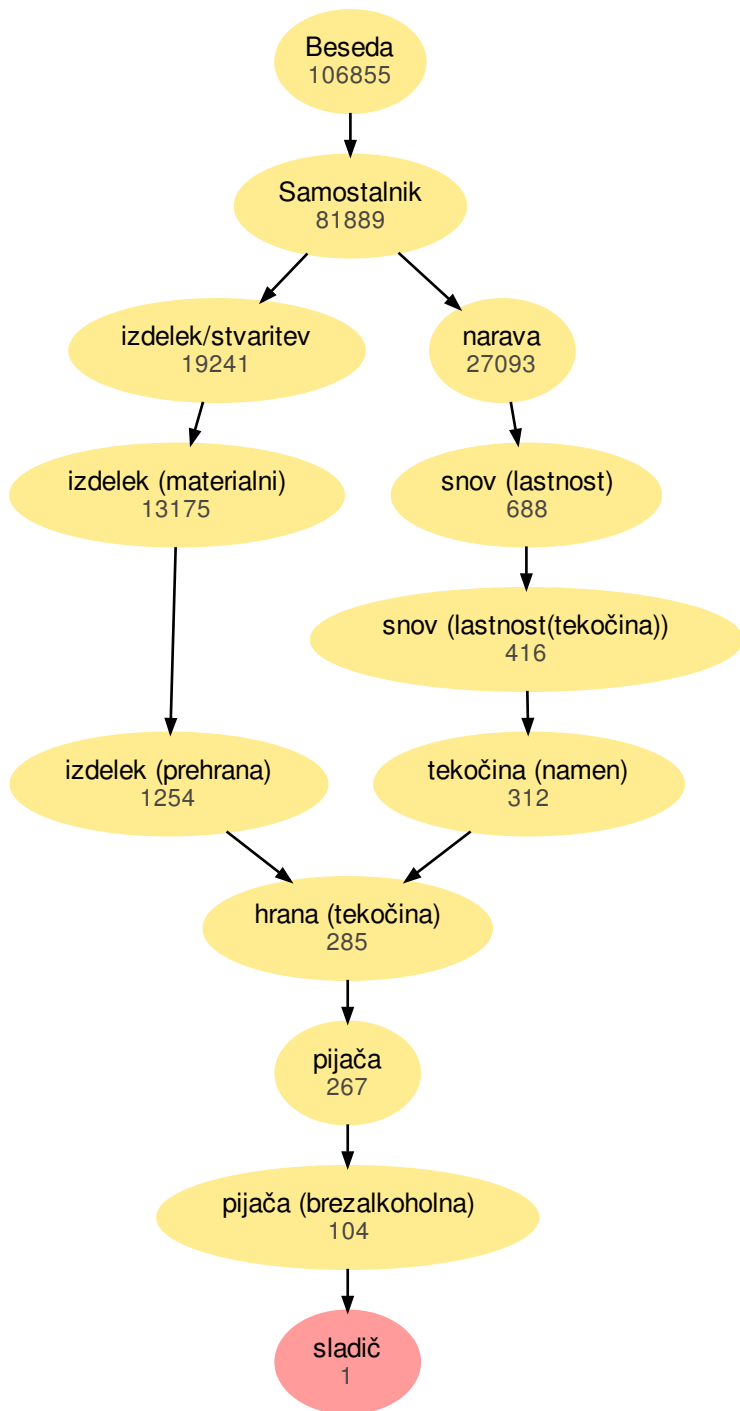 Beseda
106855
Samostalnik
81889
izdelek/stvaritev
19241
narava
27093
izdelek (materialni)
13175
snov (lastnost)
688
snov (lastnost(tekočina))
416
izdelek (prehrana)
1254
tekočina (namen)
312
hrana (tekočina)
285
pijača
267
pijača (brezalkoholna)
104
sladič
1